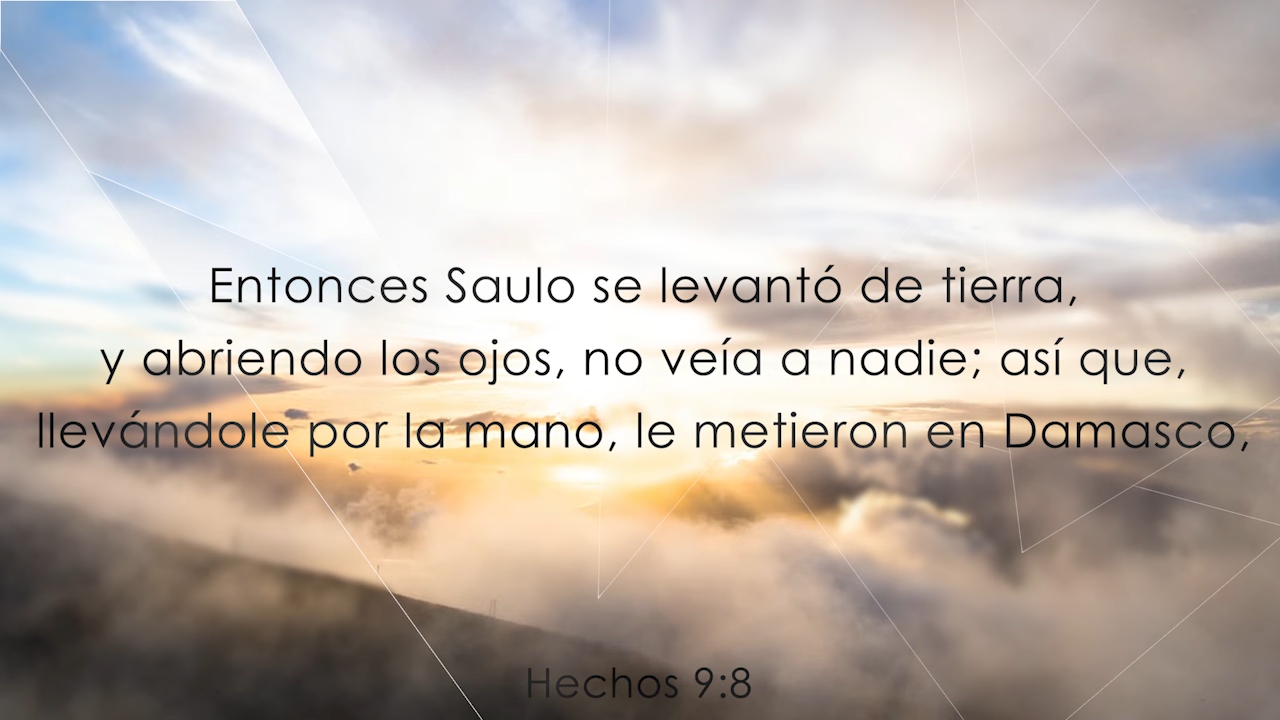 Entonces Saulo se levantó de tierra,
y abriendo los ojos, no veía a nadie; así que,
llevándole por la mano, le metieron en Damasco,
Hechos 9:8